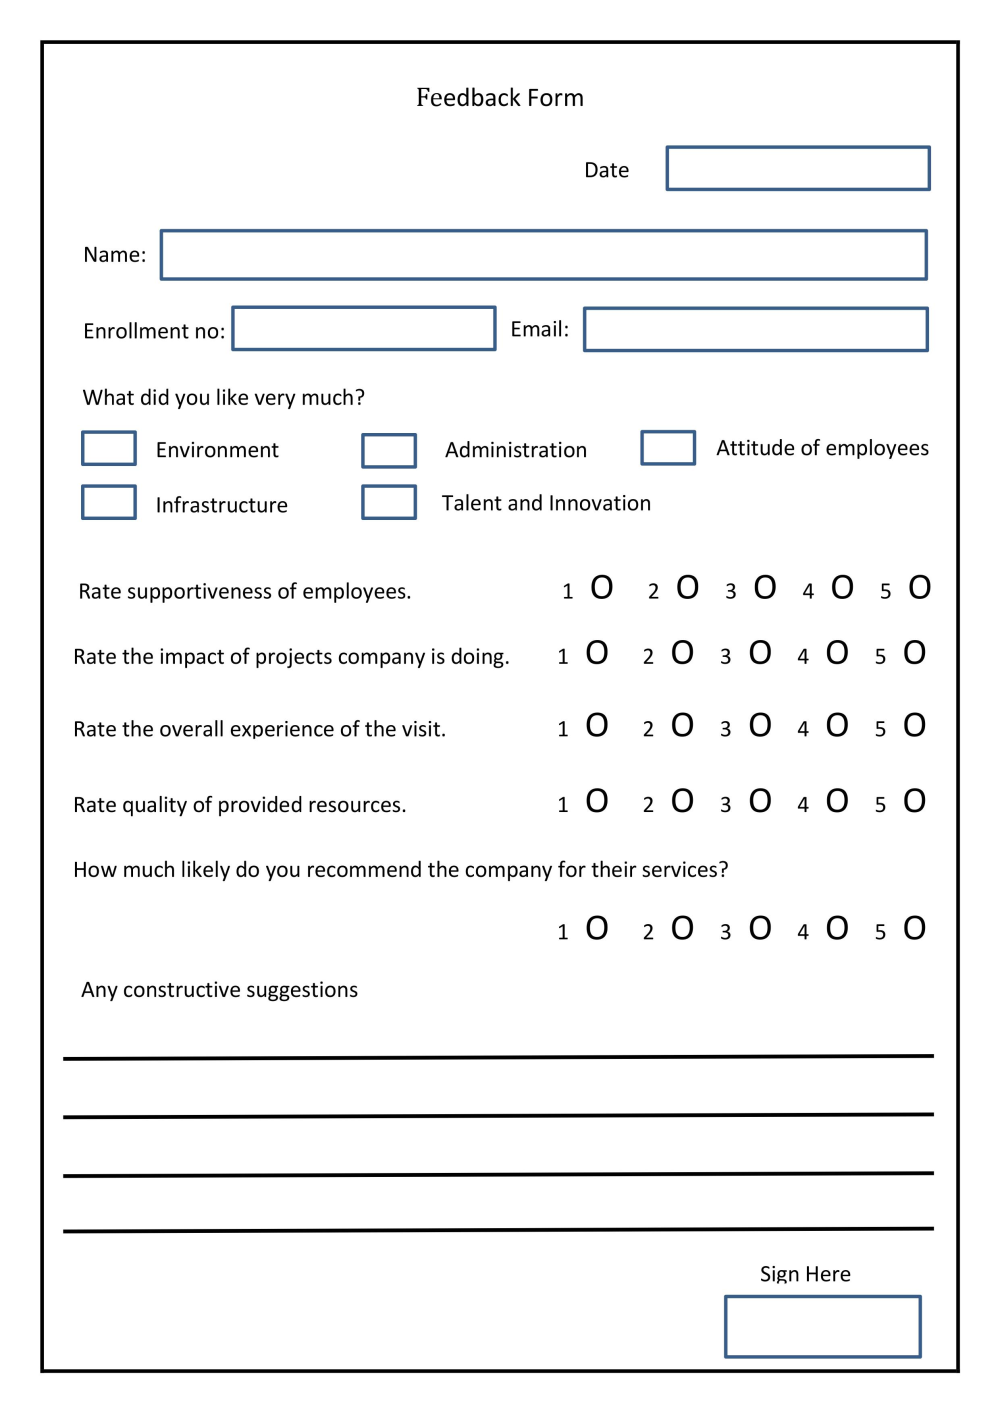 Feedback Form
Date
Name:
Enrollment no: Email:
What did you like very much?
Environment Administration Attitude of employees
Infrastructure Talent and Innovation
Rate supportiveness of employees. 1 O 2 O 3 O 4 O 5 O
Rate the impact of projects company is doing. 1 O 2 O 3 O 4 O 5 O
Rate the overall experience of the visit. 1 O 2 O 3 O 4 O 5 O
Rate quality of provided resources. 1 O 2 O 3 O 4 O 5 O
How much likely do you recommend the company for their services?
1 O 2 O 3 O 4 O 5 O
Any constructive suggestions
Sign Here